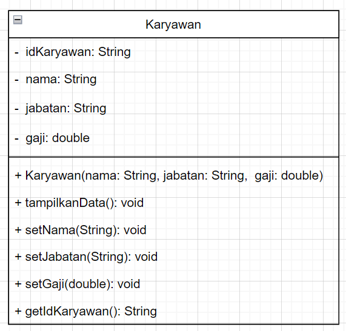 Karyawan
- idKaryawan: String
- nama: String
- jabatan: String
- gaji: double
+ Karyawan(nama: String, jabatan: String, gaji: double)
+ tampilkanData(): void
+ setNama(String): void
+ setJabatan(String): void
+ setGaji(double): void
+ getIdKaryawan(): String